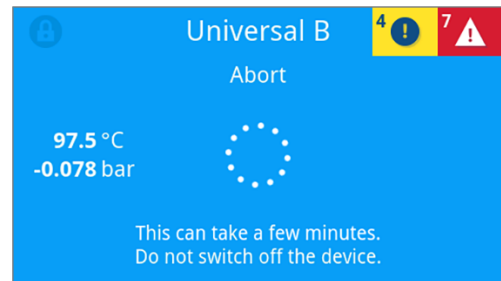 Universal B
4 !
7 !
Abort
97.5 °C
-0.078 bar
This can take a few minutes.
Do not switch off the device.